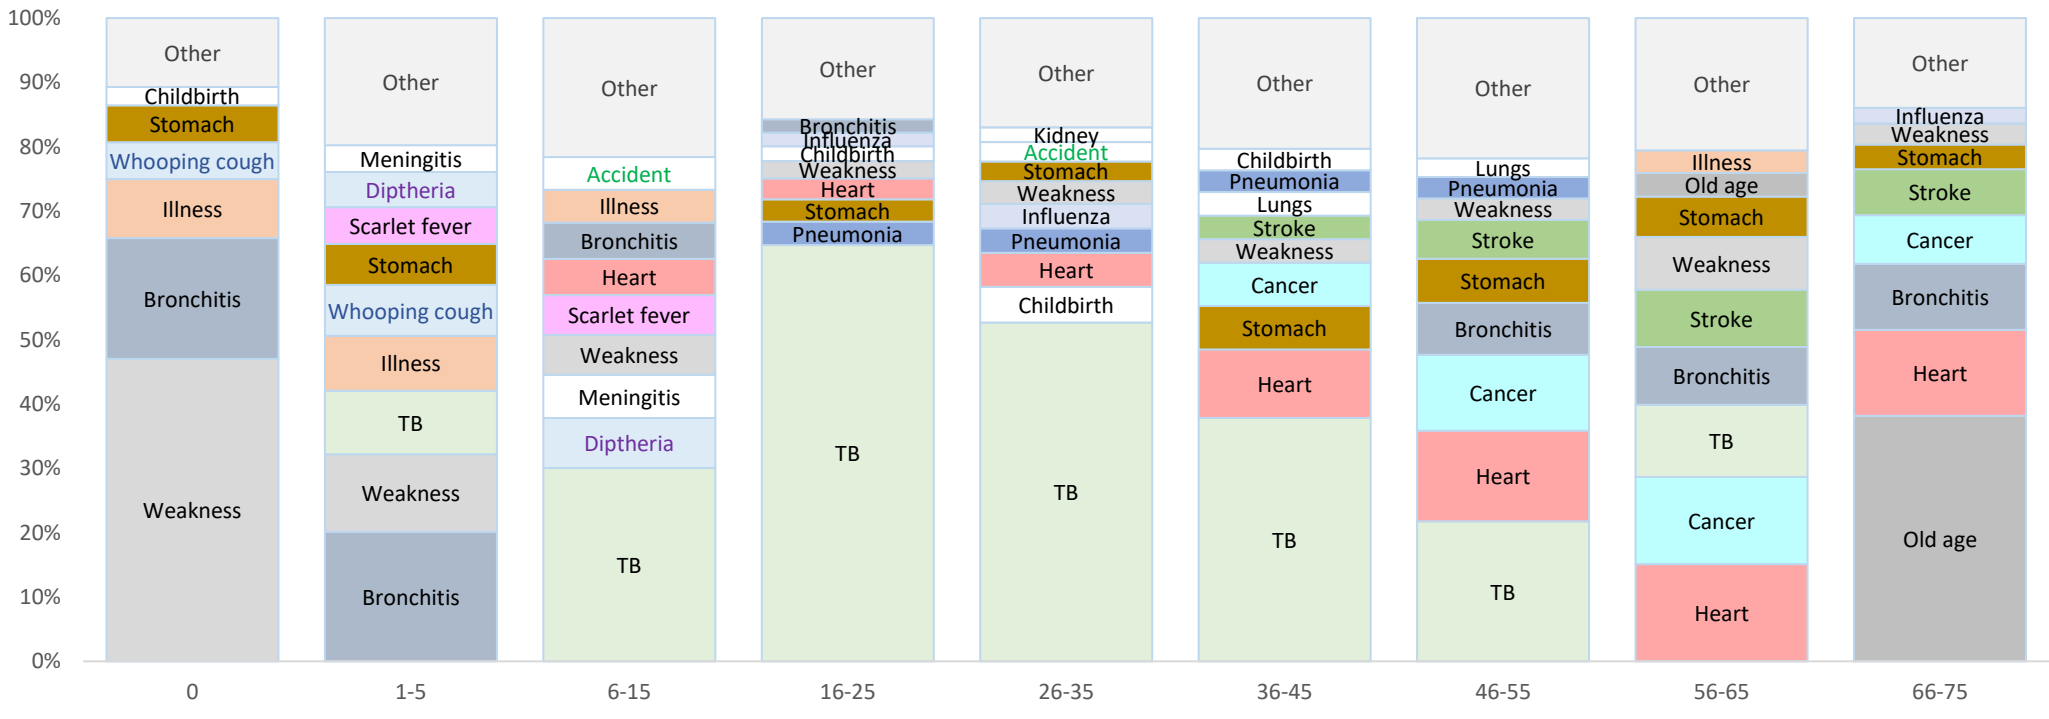 100%
90%
80%
70%
60%
50%
40%
30%
20%
10%
0%
Other
Childbirth
Stomach
Whooping cough
Illness
Bronchitis
Weakness
0
Other
Meningitis
Diptheria
Scarlet fever
Stomach
Whooping cough
Illness
TB
Weakness
Bronchitis
1-5
Other
Accident
Illness
Bronchitis
Heart
Scarlet fever
Weakness
Meningitis
Diptheria
TB
6-15
Other
Bronchitis
Influenza
Childbirth
Weakness
Heart
Stomach
Pneumonia
TB
16-25
Other
Kidney
Accident
Stomach
Weakness
Influenza
Pneumonia
Heart
Childbirth
TB
26-35
Other
Childbirth
Pneumonia
Lungs
Stroke
Weakness
Cancer
Stomach
Heart
TB
36-45
Other
Lungs
Pneumonia
Weakness
Stroke
Stomach
Bronchitis
Cancer
Heart
TB
46-55
Other
Illness
Old age
Stomach
Weakness
Stroke
Bronchitis
TB
Cancer
Heart
56-65
Other
Influenza
Weakness
Stomach
Stroke
Cancer
Bronchitis
Heart
Old age
66-75